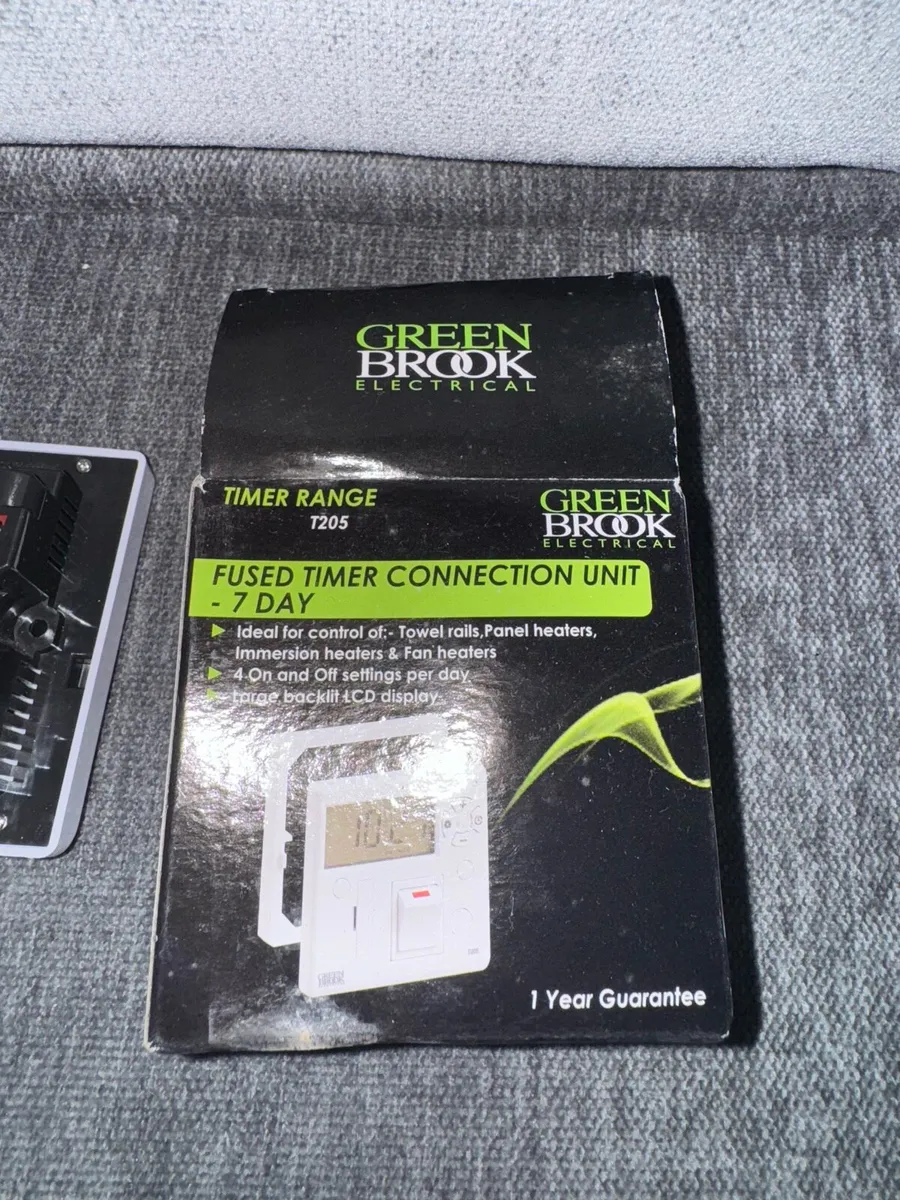 GREEN
BROOK
ELECTRICAL
TIMER RANGE
T205
GREEN
BROOK
ELECTRICAL
FUSED TIMER CONNECTION UNIT
- 7 DAY
Ideal for control of:- Towel rails,Panel heaters,
Immersion heaters & Fan heaters
4 On and Off settings per day
Large backlit LCD display
GREEN
BROOK
1 Year Guarantee